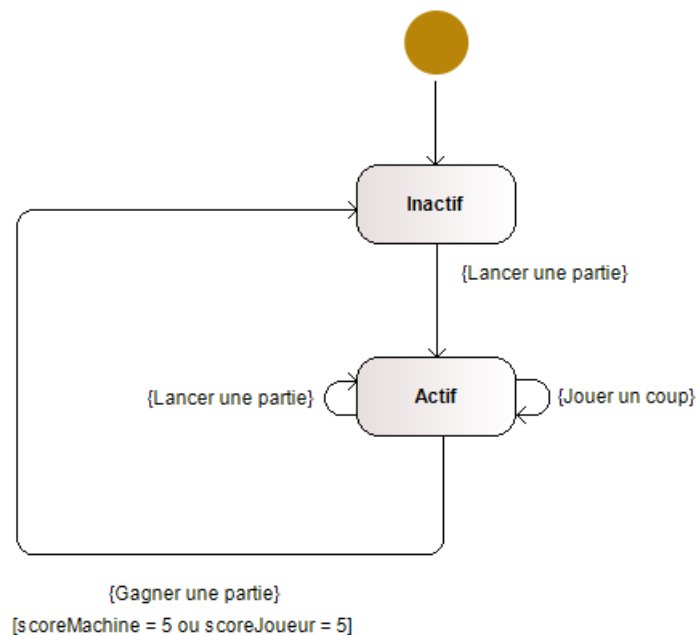 Inactif
{Lancer une partie}
{Lancer une partie}
Actif
{Jouer un coup}
{Gagner une partie}
[scoreMachine = 5 ou scoreJoueur = 5]